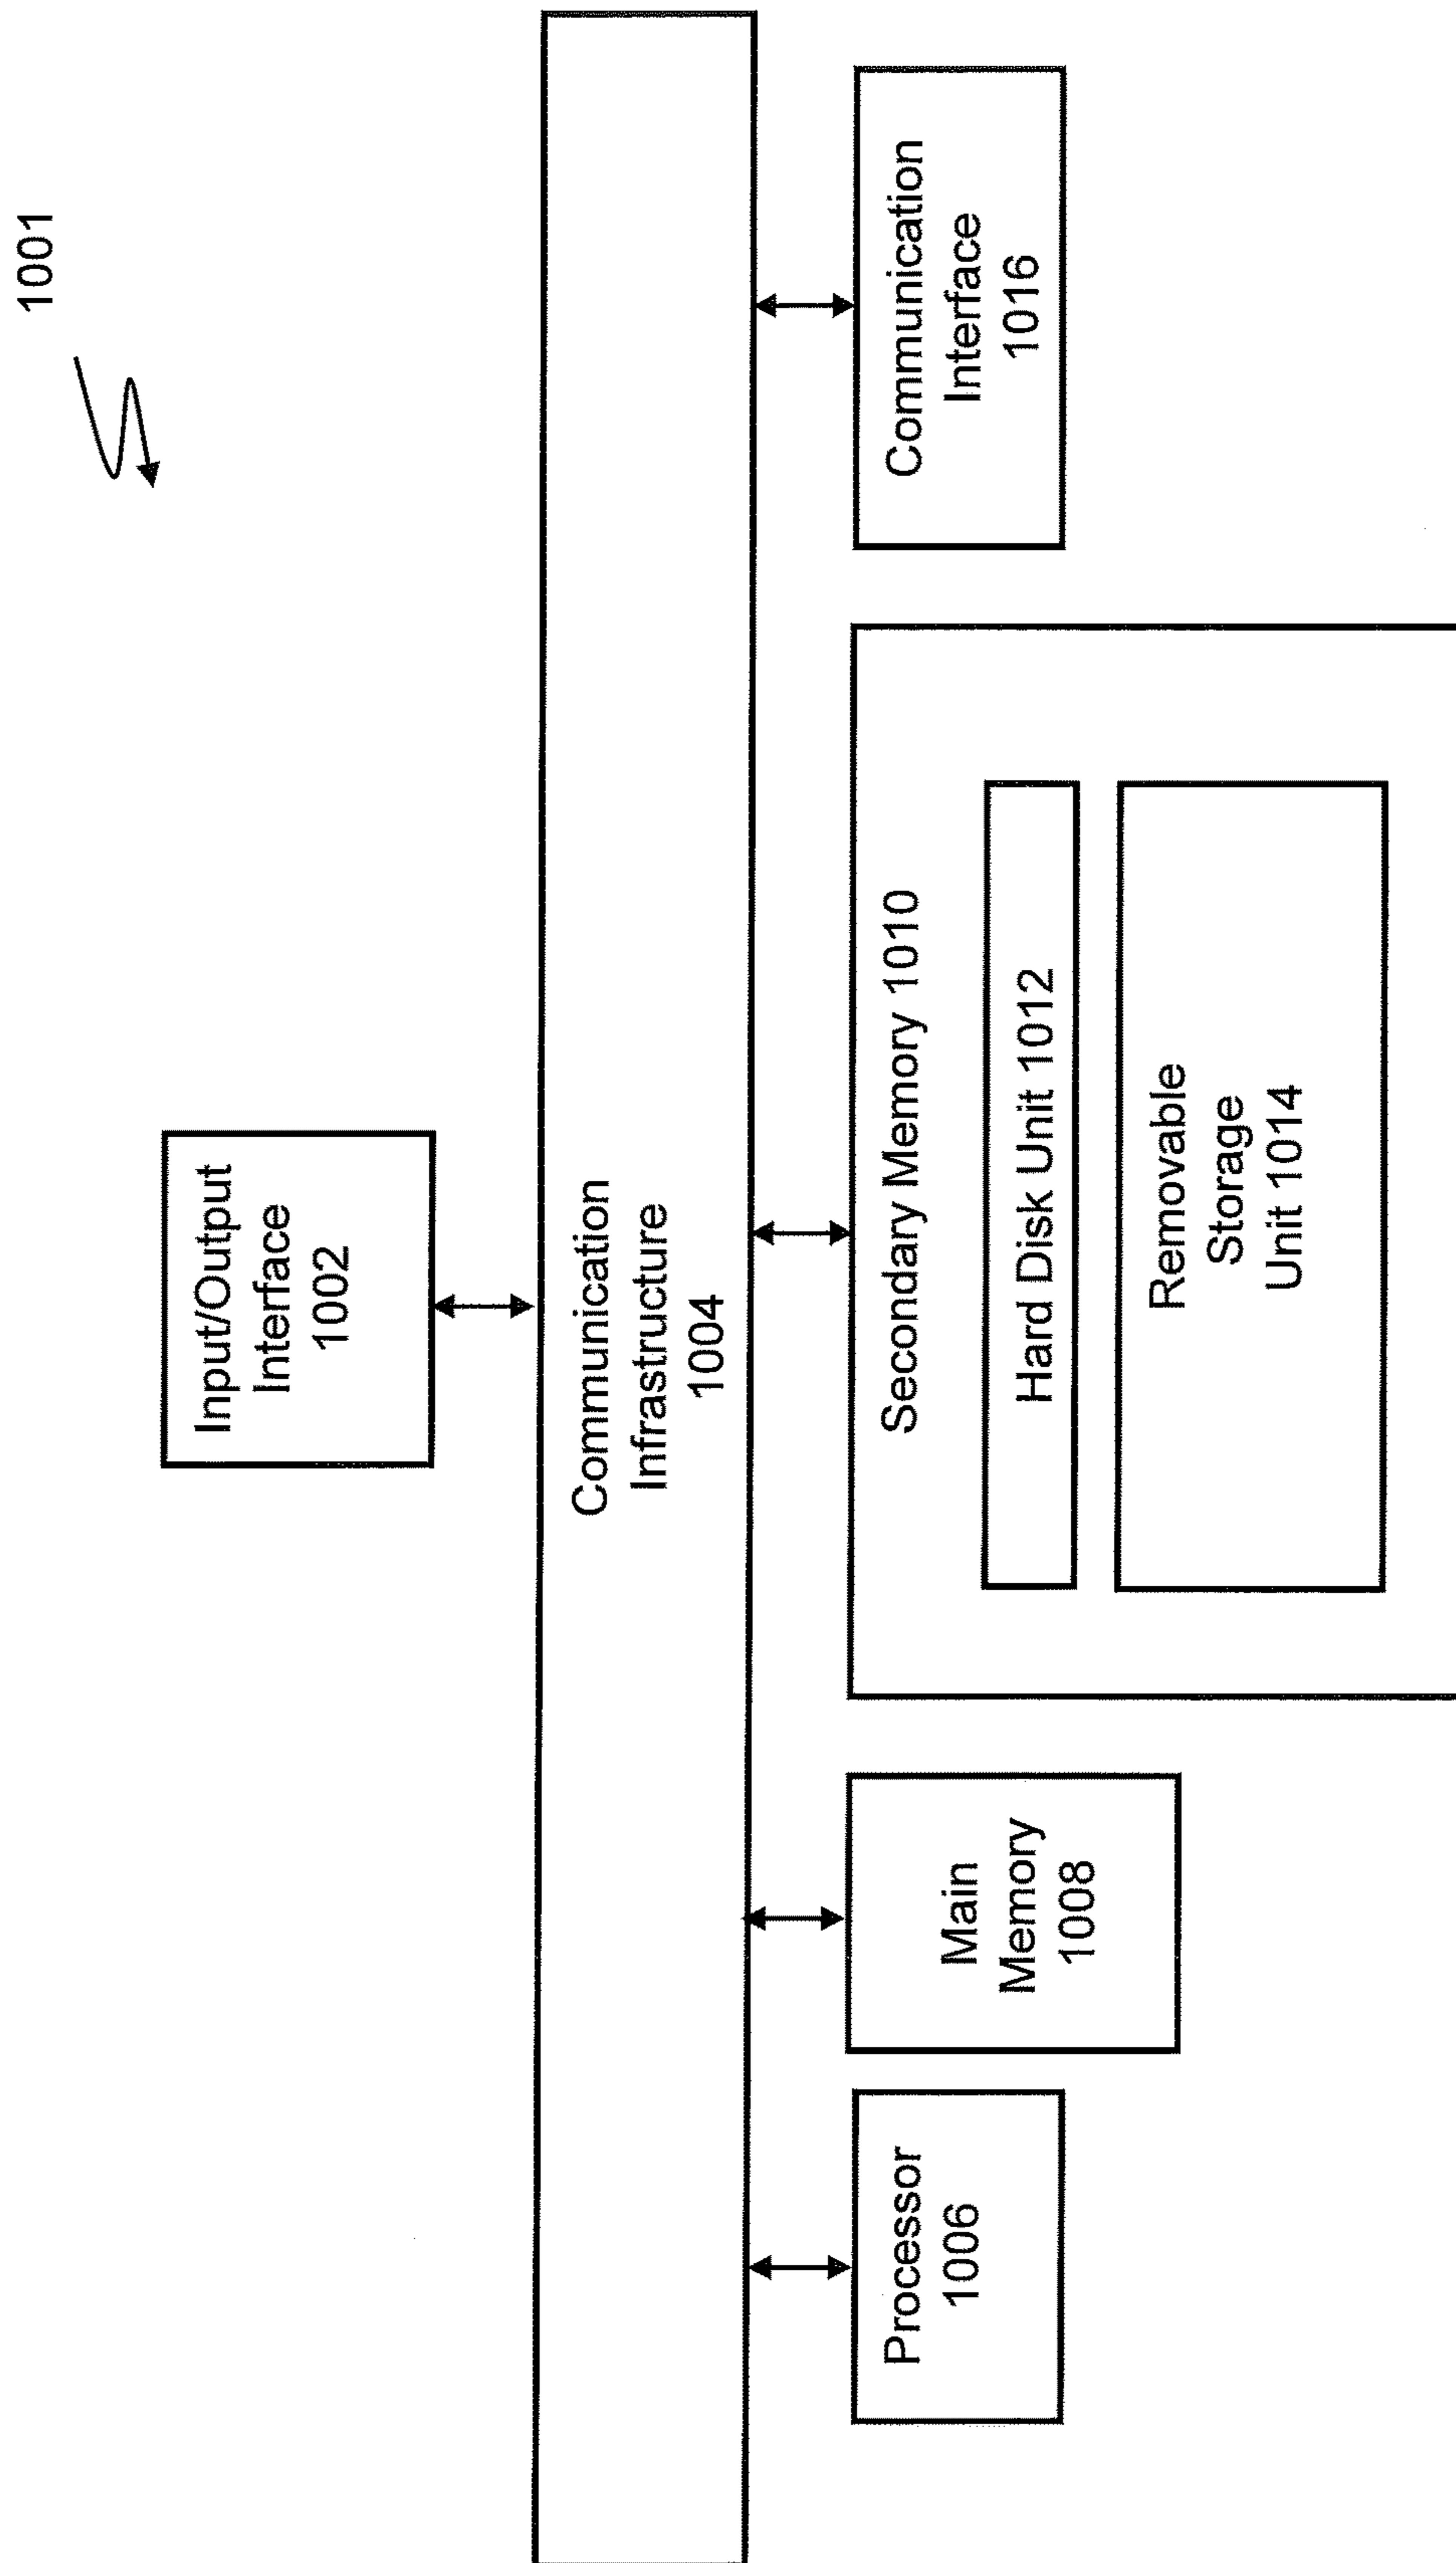 1001
Input/Output
Interface
1002
Communication
Infrastructure
1004
Processor
1006
Main
Memory
1008
Secondary Memory 1010
Hard Disk Unit 1012
Removable
Storage
Unit 1014
Communication
Interface
1016